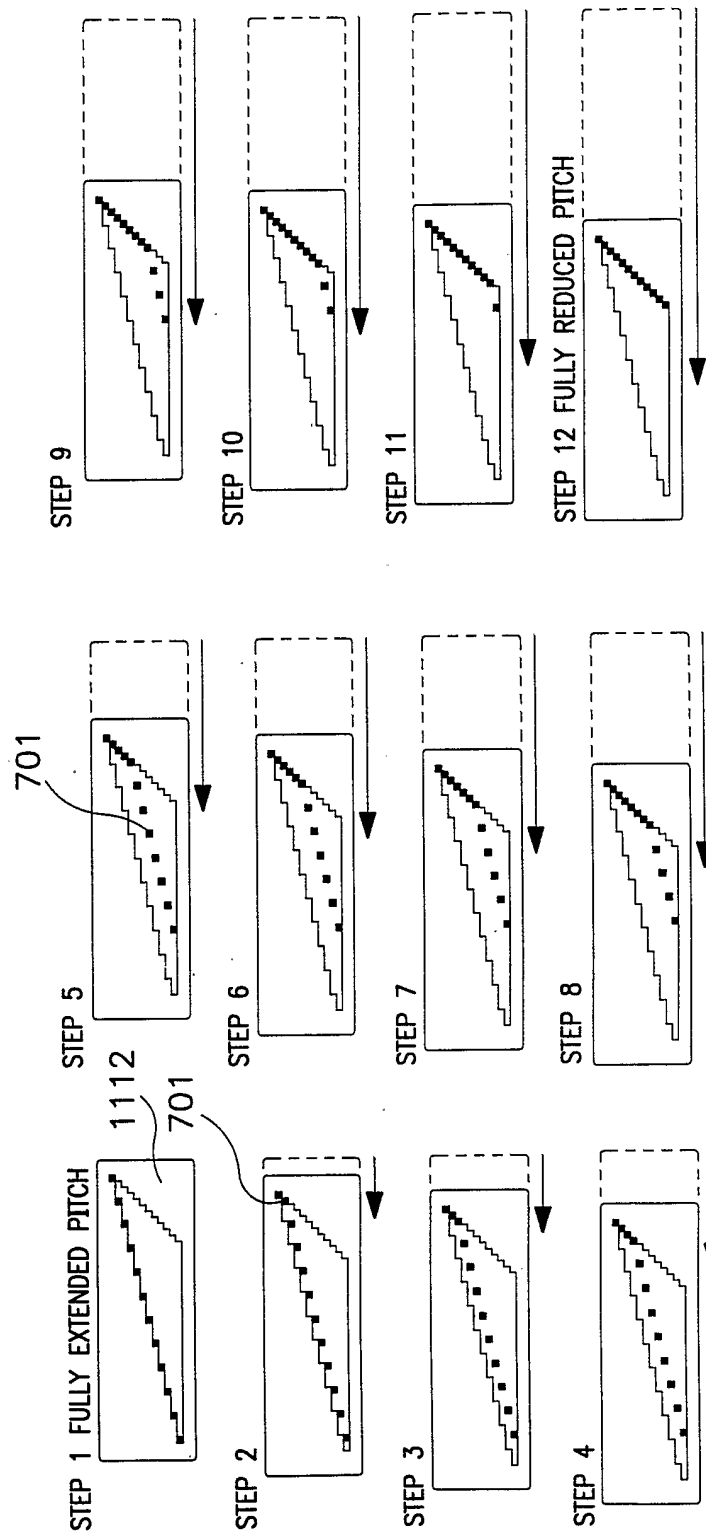 STEP 1 FULLY EXTENDED PITCH
1112
701
STEP 2
STEP 3
STEP 4
701
STEP 5
STEP 6
STEP 7
STEP 8
STEP 9
STEP 10
STEP 11
STEP 12 FULLY REDUCED PITCH